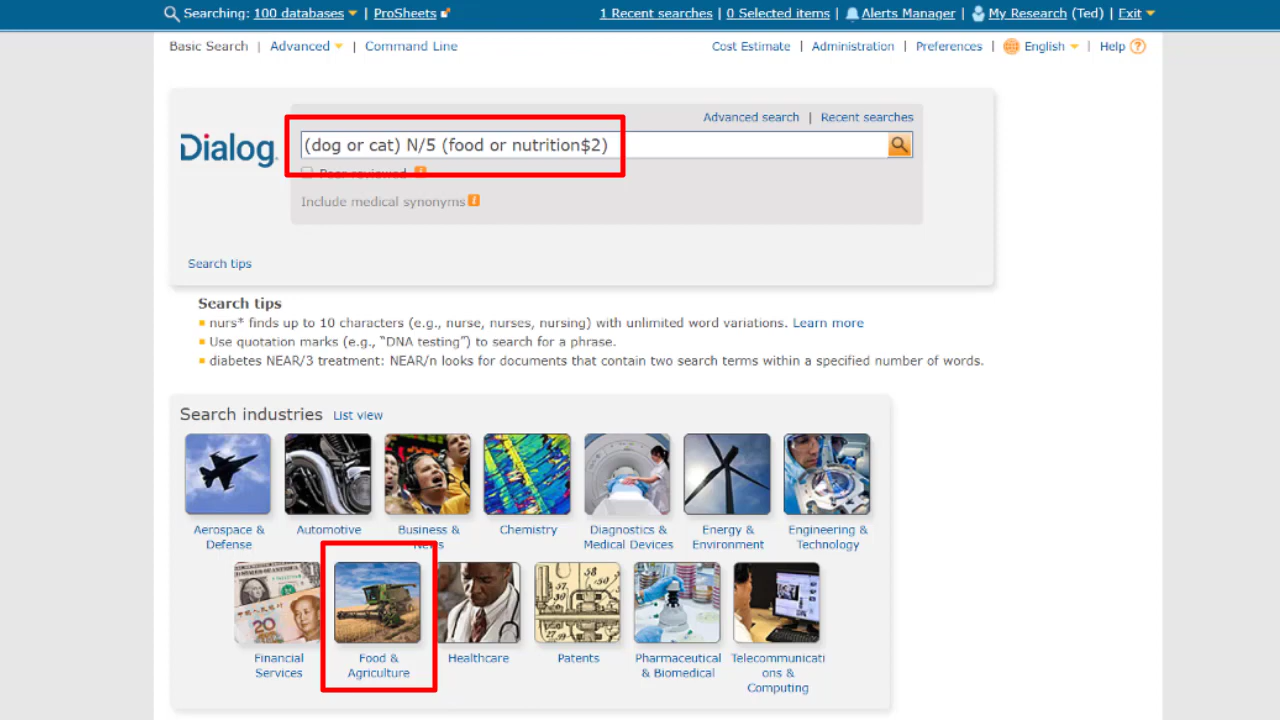 Searching: 100 databases | ProSheets 1 Recent searches | 0 Selected items | Alerts Manager | My Research (Ted) | Exit
Basic Search | Advanced | Command Line Cost Estimate | Administration | Preferences | English | Help ?
Advanced search | Recent searches
Dialog
(dog or cat) N/5 (food or nutrition$2)
Peer reviewed i
Include medical synonyms i
Search tips
Search tips
nurs* finds up to 10 characters (e.g., nurse, nurses, nursing) with unlimited word variations. Learn more
Use quotation marks (e.g., “DNA testing”) to search for a phrase.
diabetes NEAR/3 treatment: NEAR/n looks for documents that contain two search terms within a specified number of words.
Search industries List view
Aerospace & Defense
Automotive
Business & News
Chemistry
Diagnostics & Medical Devices
Energy & Environment
Engineering & Technology
Financial Services
Food & Agriculture
Healthcare
Patents
Pharmaceutical & Biomedical
Telecommunicati
ons &
Computing